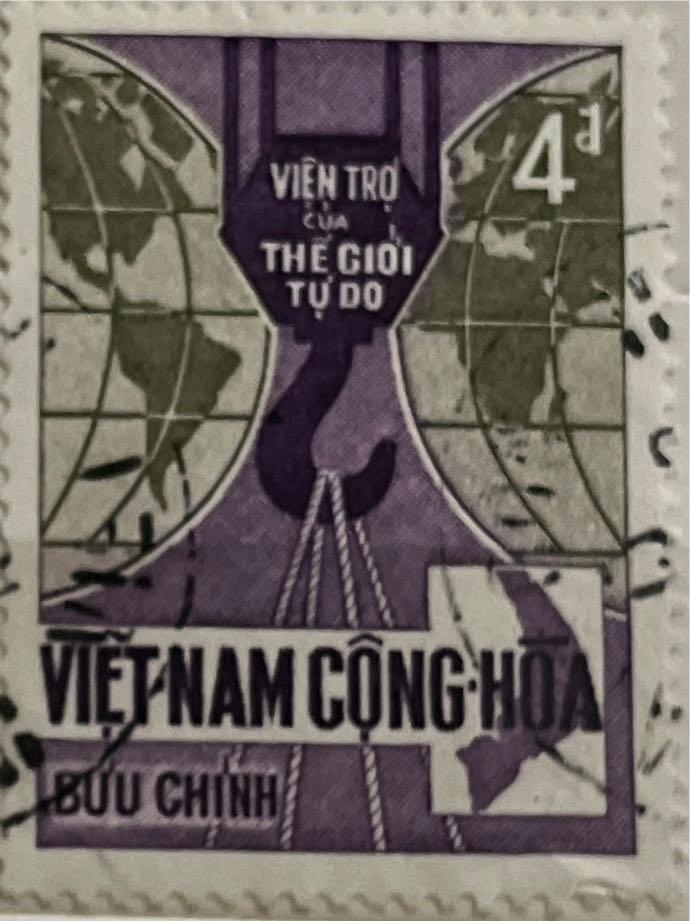 4đ
VIỆN TRỢ
CỦA
THẾ GIỚI
TỰ DO
VIỆT·NAM CỘNG·HÒA
BƯU CHÍNH